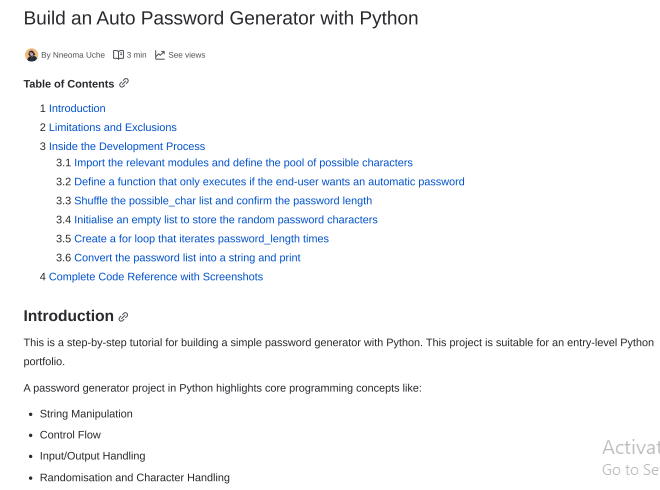 Build an Auto Password Generator with Python
By Nneoma Uche 3 min See views
Table of Contents
1 Introduction
2 Limitations and Exclusions
3 Inside the Development Process
3.1 Import the relevant modules and define the pool of possible characters
3.2 Define a function that only executes if the end-user wants an automatic password
3.3 Shuffle the possible_char list and confirm the password length
3.4 Initialise an empty list to store the random password characters
3.5 Create a for loop that iterates password_length times
3.6 Convert the password list into a string and print
4 Complete Code Reference with Screenshots
Introduction
This is a step-by-step tutorial for building a simple password generator with Python. This project is suitable for an entry-level Python
portfolio.
A password generator project in Python highlights core programming concepts like:
• String Manipulation
• Control Flow
• Input/Output Handling
• Randomisation and Character Handling
Activat
Go to Se